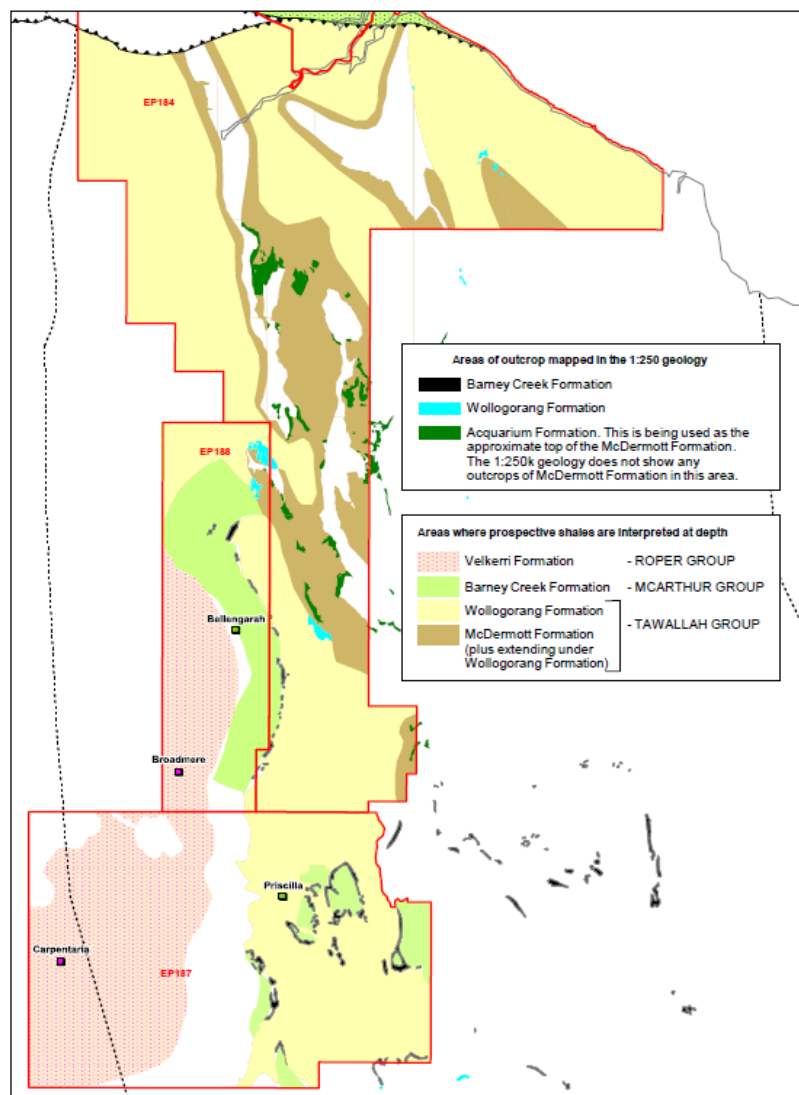 EP184
Areas of outcrop mapped in the 1:250 geology
Barney Creek Formation
Wollogorang Formation
Acquarium Formation. This is being used as the
approximate top of the McDermott Formation.
The 1:250k geology does not show any
outcrops of McDermott Formation in this area.
EP188
Areas where prospective shales are interpreted at depth
Velkerri Formation - ROPER GROUP
Barney Creek Formation - MCARTHUR GROUP
Wollogorang Formation
McDermott Formation - TAWALLAH GROUP
(plus extending under
Wollogorang Formation)
Bellengarah
Broadmere
Priscilla
Carpentaria
EP187